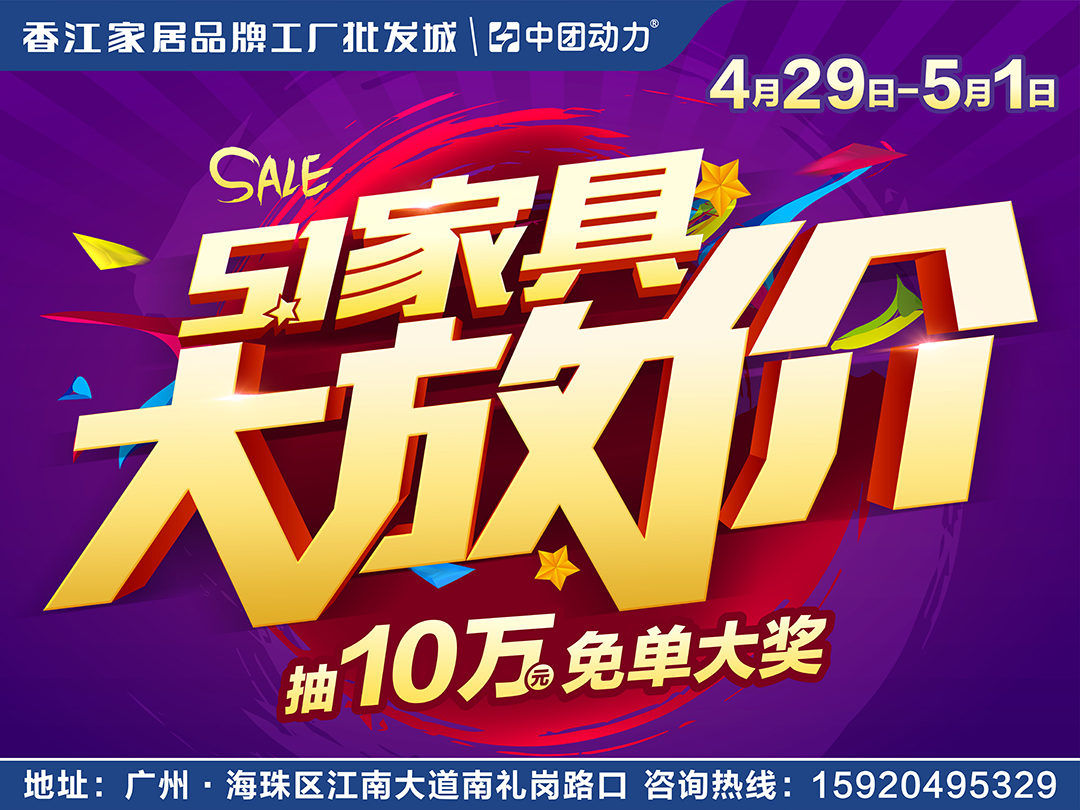 香江家居品牌工厂批发城 | 中团动力®
4月29日-5月1日
SALE
5.1家具
大放价
抽10万元免单大奖
地址：广州·海珠区江南大道南礼岗路口 咨询热线：15920495329